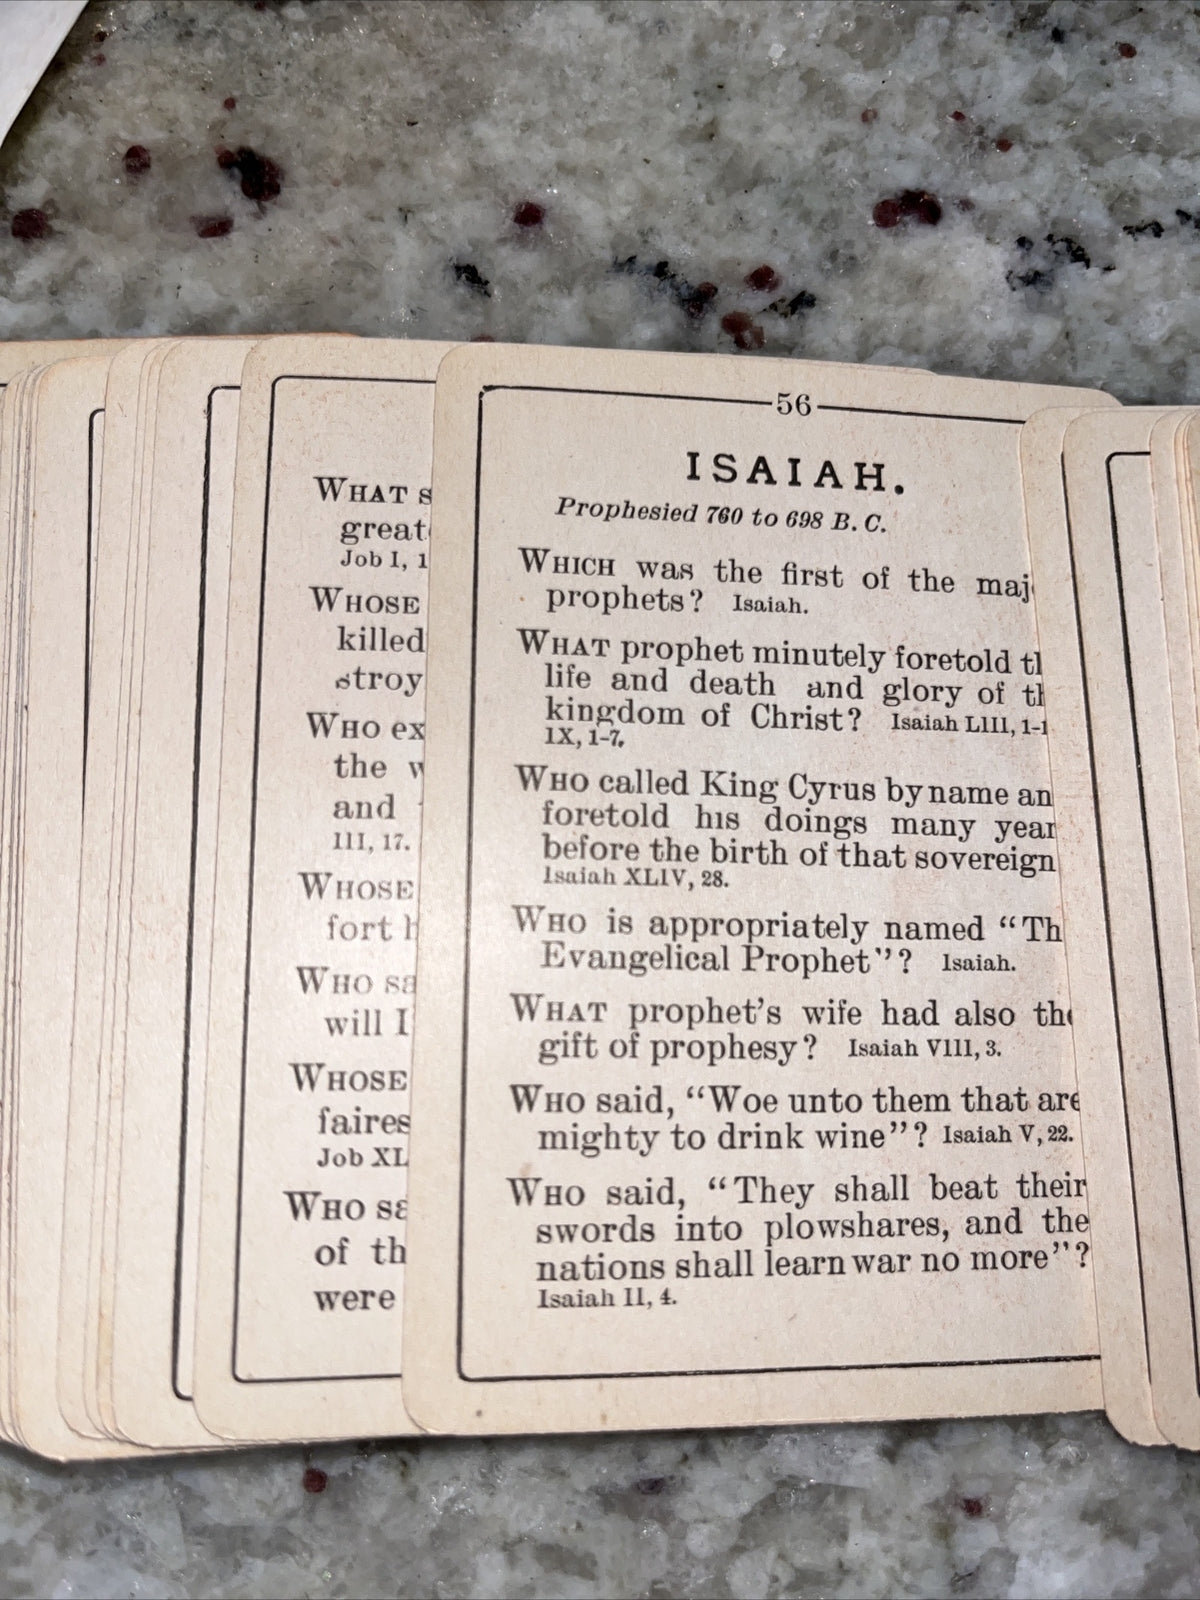 WHAT
great
Job I, 1
WHOSE
killed
stroy
WHO ex
the
and
III, 17.
WHOSE
fort
WHO sa
will I
WHOSE
faires
Job XL
WHO sa
of th
were
56
ISAIAH.
Prophesied 760 to 698 B. C.
WHICH was the first of the maj
prophets? Isaiah.
WHAT prophet minutely foretold t
life and death and glory of t
kingdom of Christ? Isaiah LIII, 1-1
IX, 1-7.
WHO called King Cyrus by name an
foretold his doings many year
before the birth of that sovereign
Isaiah XLIV, 28.
WHO is appropriately named “Th
Evangelical Prophet”? Isaiah.
WHAT prophet’s wife had also the
gift of prophesy? Isaiah VIII, 3.
WHO said, “Woe unto them that are
mighty to drink wine”? Isaiah V, 22.
WHO said, “They shall beat their
swords into plowshares, and the
nations shall learn war no more”?
Isaiah II, 4.